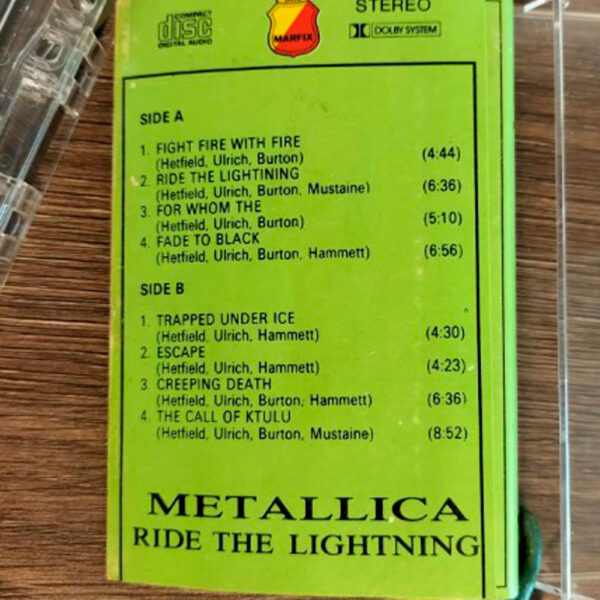 COMPACT
disc
DIGITAL AUDIO
MARFIX
STEREO
DOLBY SYSTEM
SIDE A
1. FIGHT FIRE WITH FIRE
(Hetfield, Ulrich, Burton) (4:44)
2. RIDE THE LIGHTINING
(Hetfield, Ulrich, Burton, Mustaine) (6:36)
3. FOR WHOM THE
(Hetfield, Ulrich, Burton) (5:10)
4. FADE TO BLACK
(Hetfield, Ulrich, Burton, Hammett) (6:56)
SIDE B
1. TRAPPED UNDER ICE
(Hetfield, Ulrich, Hammett) (4:30)
2. ESCAPE
(Hetfield, Ulrich, Hammett) (4:23)
3 CREEPING DEATH
(Hetfield, Ulrich, Burton, Hammett) (6:36)
4. THE CALL OF KTULU
(Hetfield, Ulrich, Burton, Mustaine) (8:52)
METALLICA
RIDE THE LIGHTNING